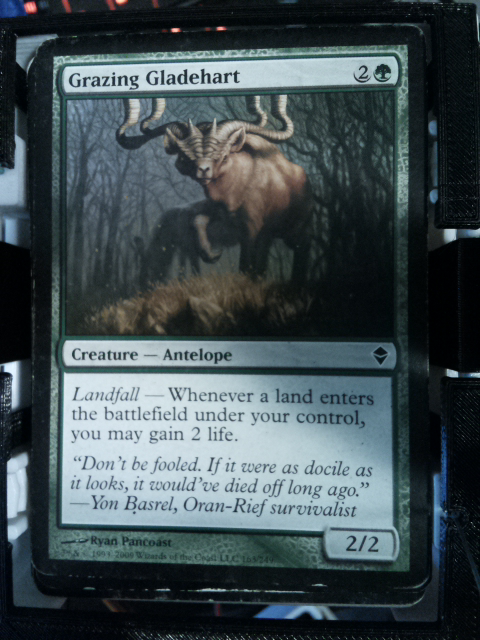 Grazing Gladehart
2
Creature — Antelope
Landfall — Whenever a land enters
the battlefield under your control,
you may gain 2 life.
"Don't be fooled. If it were as docile as
it looks, it would've died off long ago."
—Yon Basrel, Oran-Rief survivalist
Ryan Pancoast
2/2